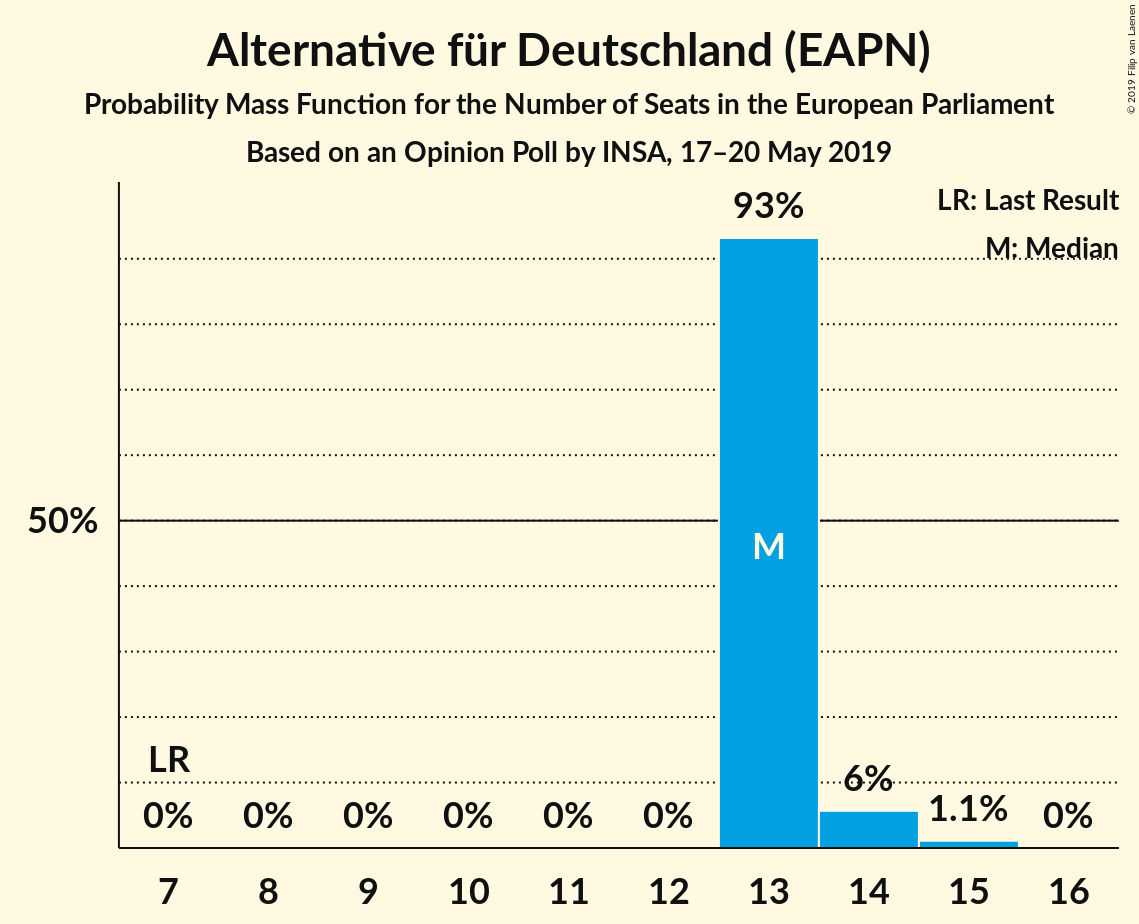 Alternative für Deutschland (EAPN)
Probability Mass Function for the Number of Seats in the European Parliament
Based on an Opinion Poll by INSA, 17–20 May 2019
© 2019 Filip van Laenen
LR: Last Result
M: Median
93%
50%
M
LR
0% 0% 0% 0% 0% 0% 6% 1.1% 0%
7 8 9 10 11 12 13 14 15 16